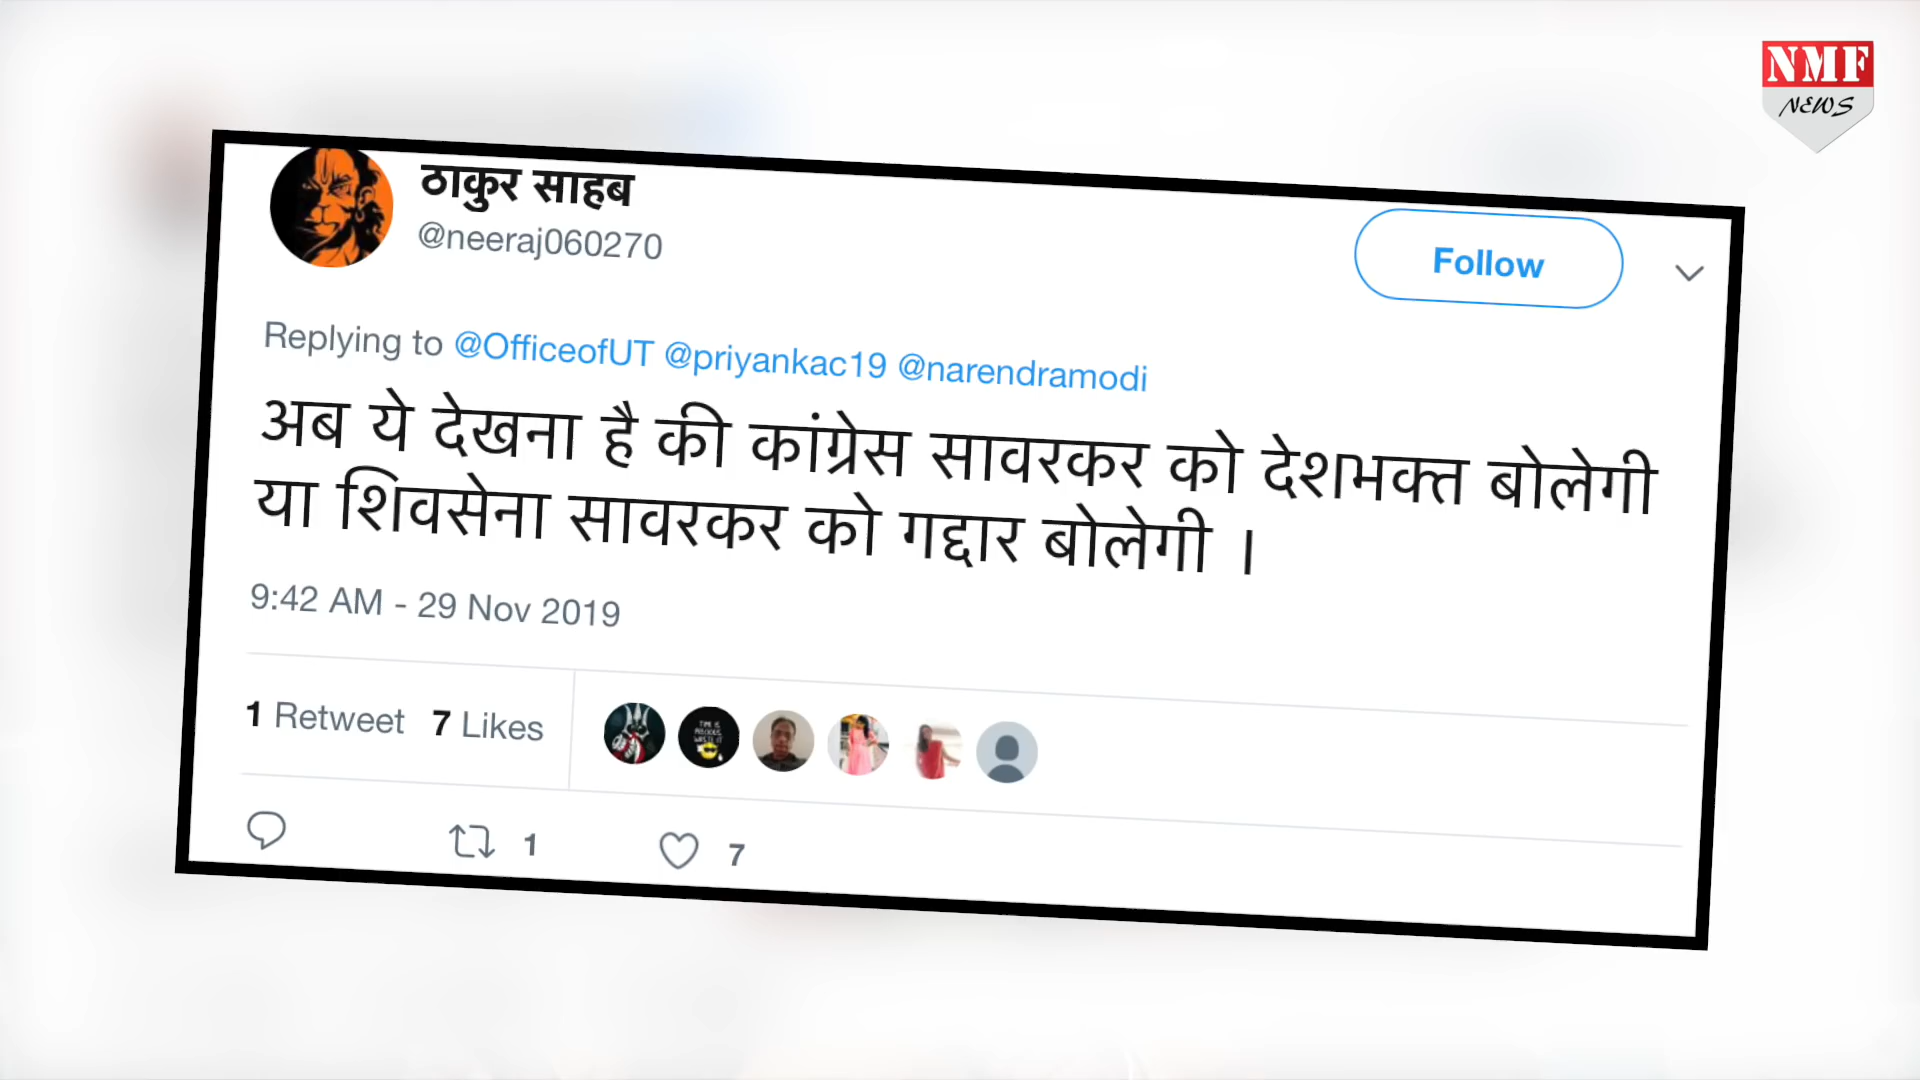 NMF
NEWS
ठाकुर साहब
@neeraj060270
Follow
Replying to @OfficeofUT @priyankac19 @narendramodi
अब ये देखना है की कांग्रेस सावरकर को देशभक्त बोलेगी
या शिवसेना सावरकर को गद्दार बोलेगी ।
9:42 AM - 29 Nov 2019
1 Retweet 7 Likes
1 7